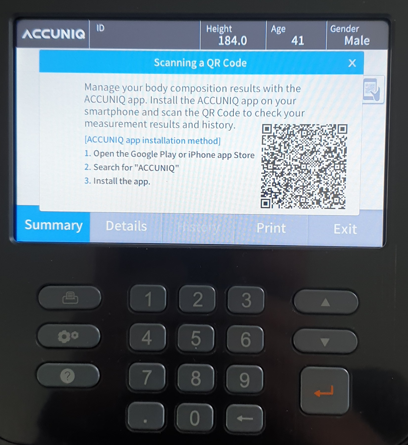 ACCUNIQ
ID
Height
184.0
Age
41
Gender
Male
Scanning a QR Code
X
Manage your body composition results with the
ACCUNIQ app. Install the ACCUNIQ app on your
smartphone and scan the QR Code to check your
measurement results and history.
[ACCUNIQ app installation method]
1. Open the Google Play or iPhone app Store
2. Search for "ACCUNIQ"
3. Install the app.
Summary
Details
History
Print
Exit
1
2
3
4
5
6
7
8
9
.
0